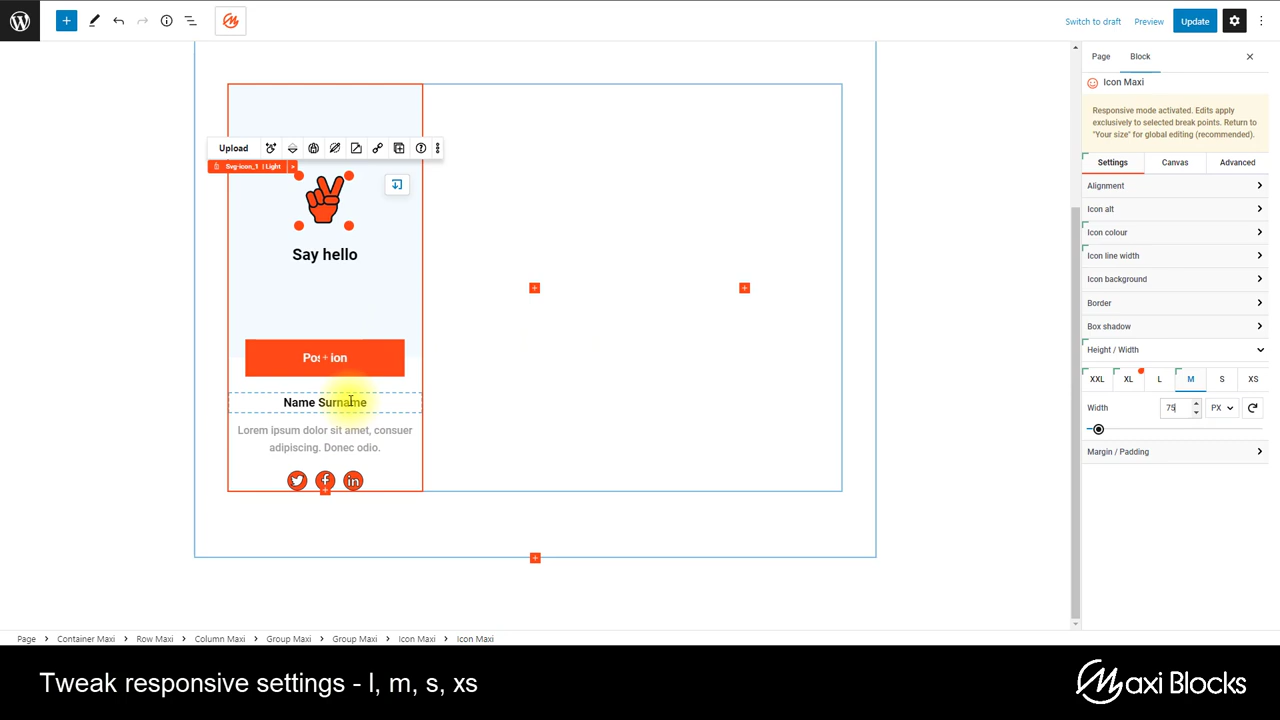 Switch to draft
Preview
Update
Page
Block
Icon Maxi
Responsive mode activated. Edits apply
exclusively to selected break points. Return to
"Your size" for global editing (recommended).
Settings
Canvas
Advanced
Alignment
Icon alt
Icon colour
Icon line width
Icon background
Border
Box shadow
Height / Width
XXL
XL
L
M
S
XS
Width
75
PX
Margin / Padding
Upload
Svg-icon_1 | Light
Say hello
Position
Name Surname
Lorem ipsum dolor sit amet, consuer
adipiscing. Donec odio.
Page
Container Maxi
Row Maxi
Column Maxi
Group Maxi
Group Maxi
Icon Maxi
Icon Maxi
Tweak responsive settings - l, m, s, xs
Maxi Blocks